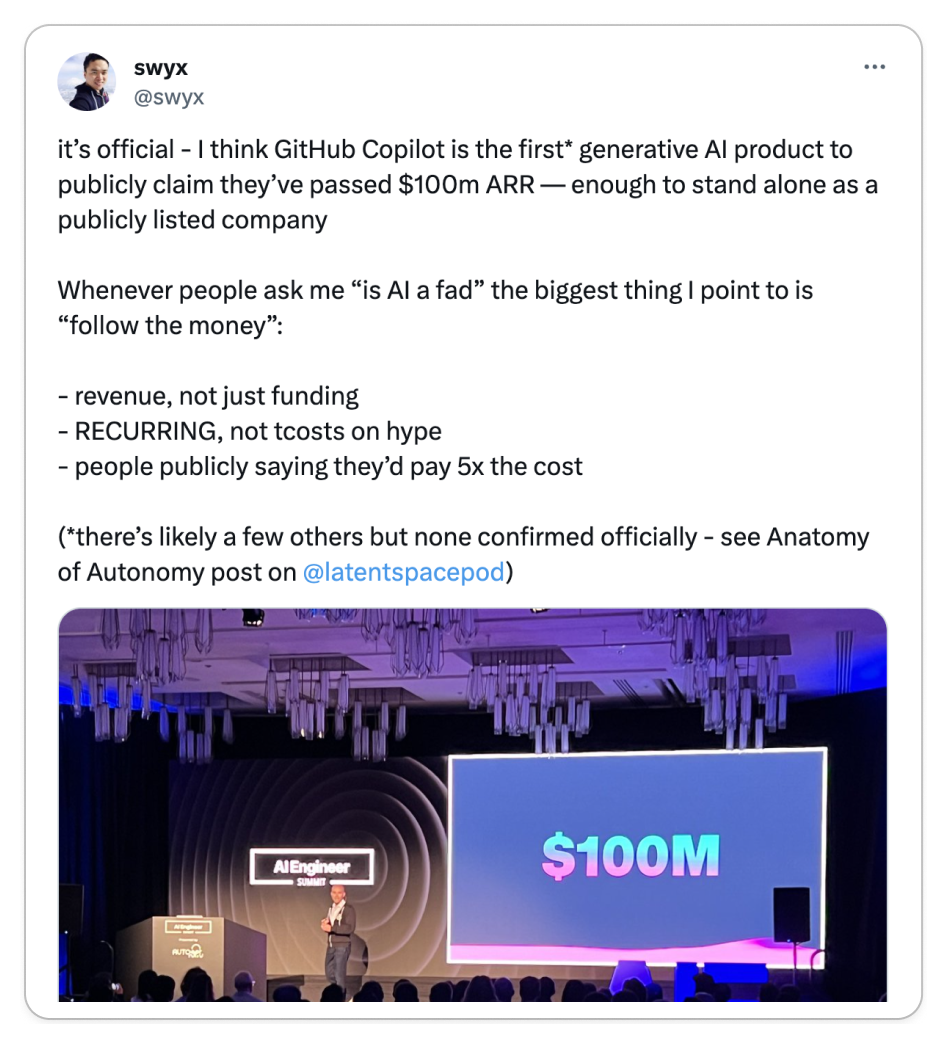 swyx
@swyx
it’s official - I think GitHub Copilot is the first* generative AI product to
publicly claim they’ve passed $100m ARR — enough to stand alone as a
publicly listed company
Whenever people ask me “is AI a fad” the biggest thing I point to is
“follow the money”:
- revenue, not just funding
- RECURRING, not tcosts on hype
- people publicly saying they’d pay 5x the cost
(*there’s likely a few others but none confirmed officially - see Anatomy
of Autonomy post on @latentspacepod)
$100M
AI Engineer
SUMMIT
AI Engineer